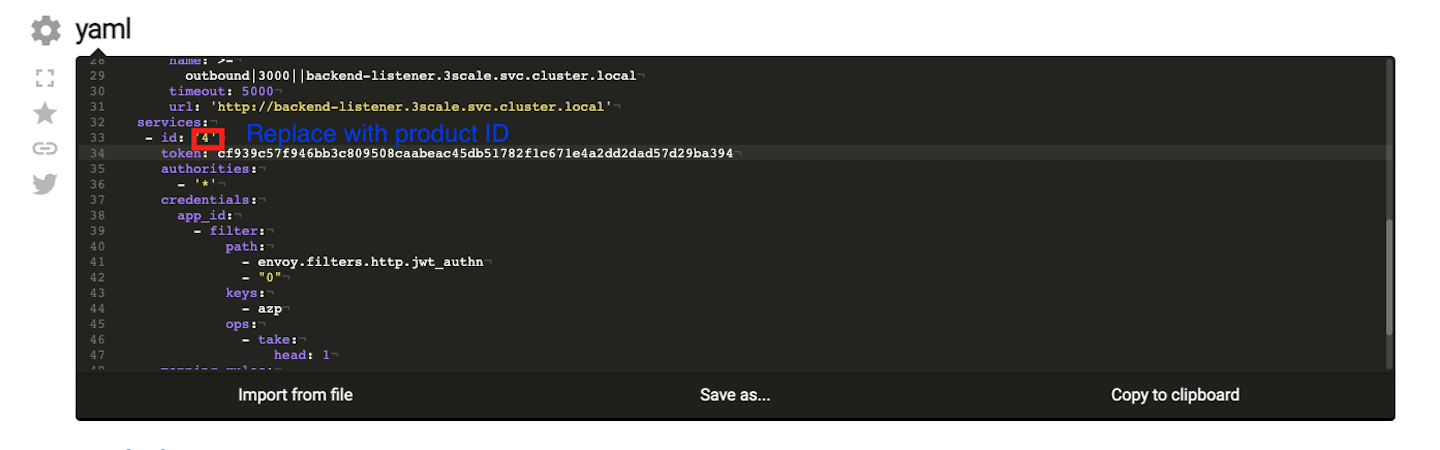 yaml
28 name: >-
29 outbound|3000||backend-listener.3scale.svc.cluster.local
30 timeout: 5000
31 url: 'http://backend-listener.3scale.svc.cluster.local'
32 services:
33 - id: '4' Replace with product ID
34 token: cf939c57f946bb3c809508caabeac45db51782f1c671e4a2dd2dad57d29ba394
35 authorities:
36 - '*'
37 credentials:
38 app_id:
39 - filter:
40 path:
41 - envoy.filters.http.jwt_authn
42 - "0"
43 keys:
44 - azp
45 ops:
46 - take:
47 head: 1
Import from file
Save as...
Copy to clipboard